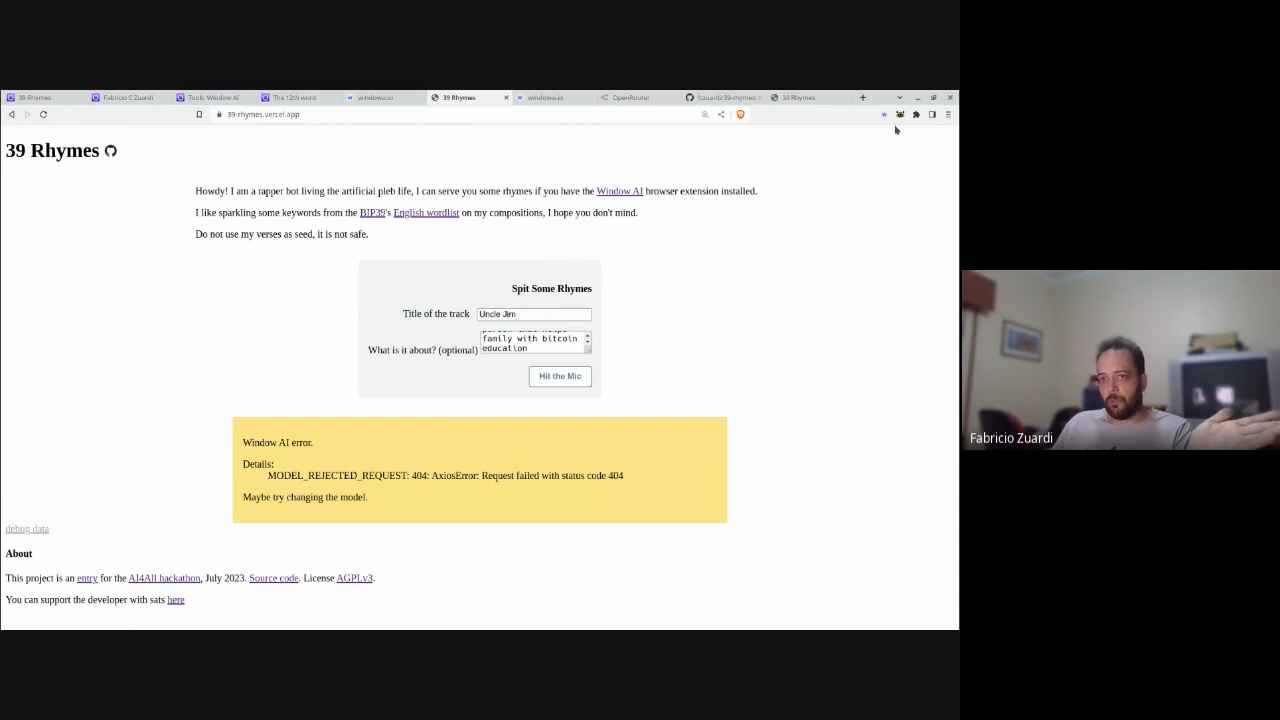 39 Rhymes
Fabricio C Zuardi
Tools: Window AI
The 12th word
windowai.io
39 Rhymes
windowai.io
OpenRouter
39 Rhymes
39-rhymes.vercel.app
39 Rhymes
Howdy! I am a rapper bot living the artificial pleb life, I can serve you some rhymes if you have the Window AI browser extension installed.
I like sparkling some keywords from the BIP39's English wordlist on my compositions, I hope you don't mind.
Do not use my verses as seed, it is not safe.
Spit Some Rhymes
Title of the track Uncle Jim
family with bitcoin
What is it about? (optional) education
Hit the Mic
Window AI error.
Details:
MODEL_REJECTED_REQUEST: 404: AxiosError: Request failed with status code 404
Maybe try changing the model.
debug data
About
This project is an entry for the AI4All hackathon, July 2023. Source code. License AGPLv3.
You can support the developer with sats here
Fabricio Zuardi